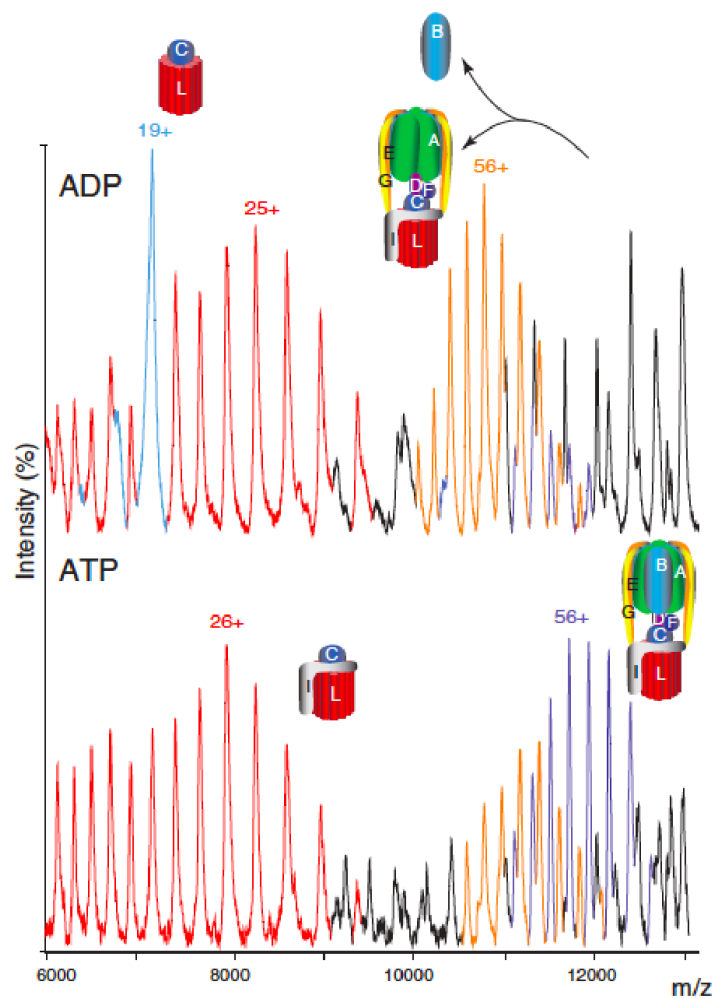 B
C
L
19+
A
E
56+
G
D
F
ADP
C
25+
I
L
Intensity (%)
ATP
B
A
E
26+
56+
G
D
F
C
C
I
L
I
L
6000 8000 10000 12000 m/z